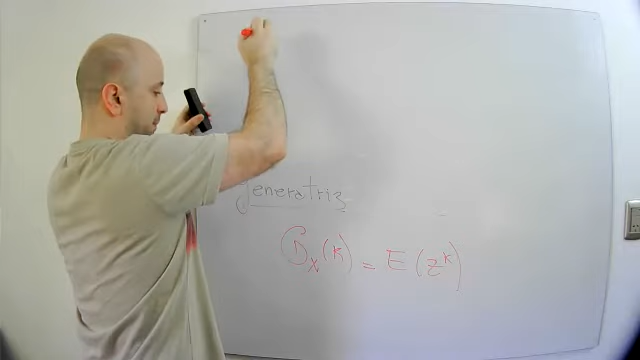 generatriz
G_x(k) = E(z^k)